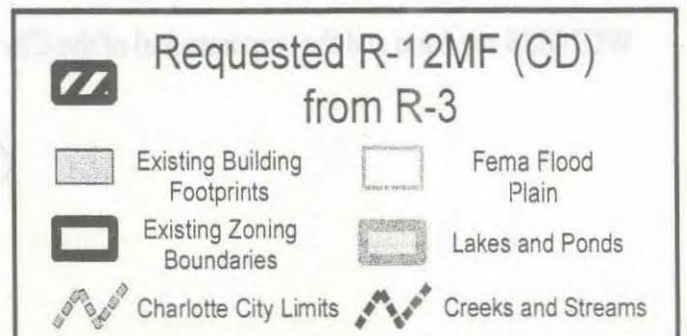 Requested R-12MF (CD)
from R-3
Existing Building
Footprints
Fema Flood
Plain
Existing Zoning
Boundaries
Lakes and Ponds
Charlotte City Limits
Creeks and Streams